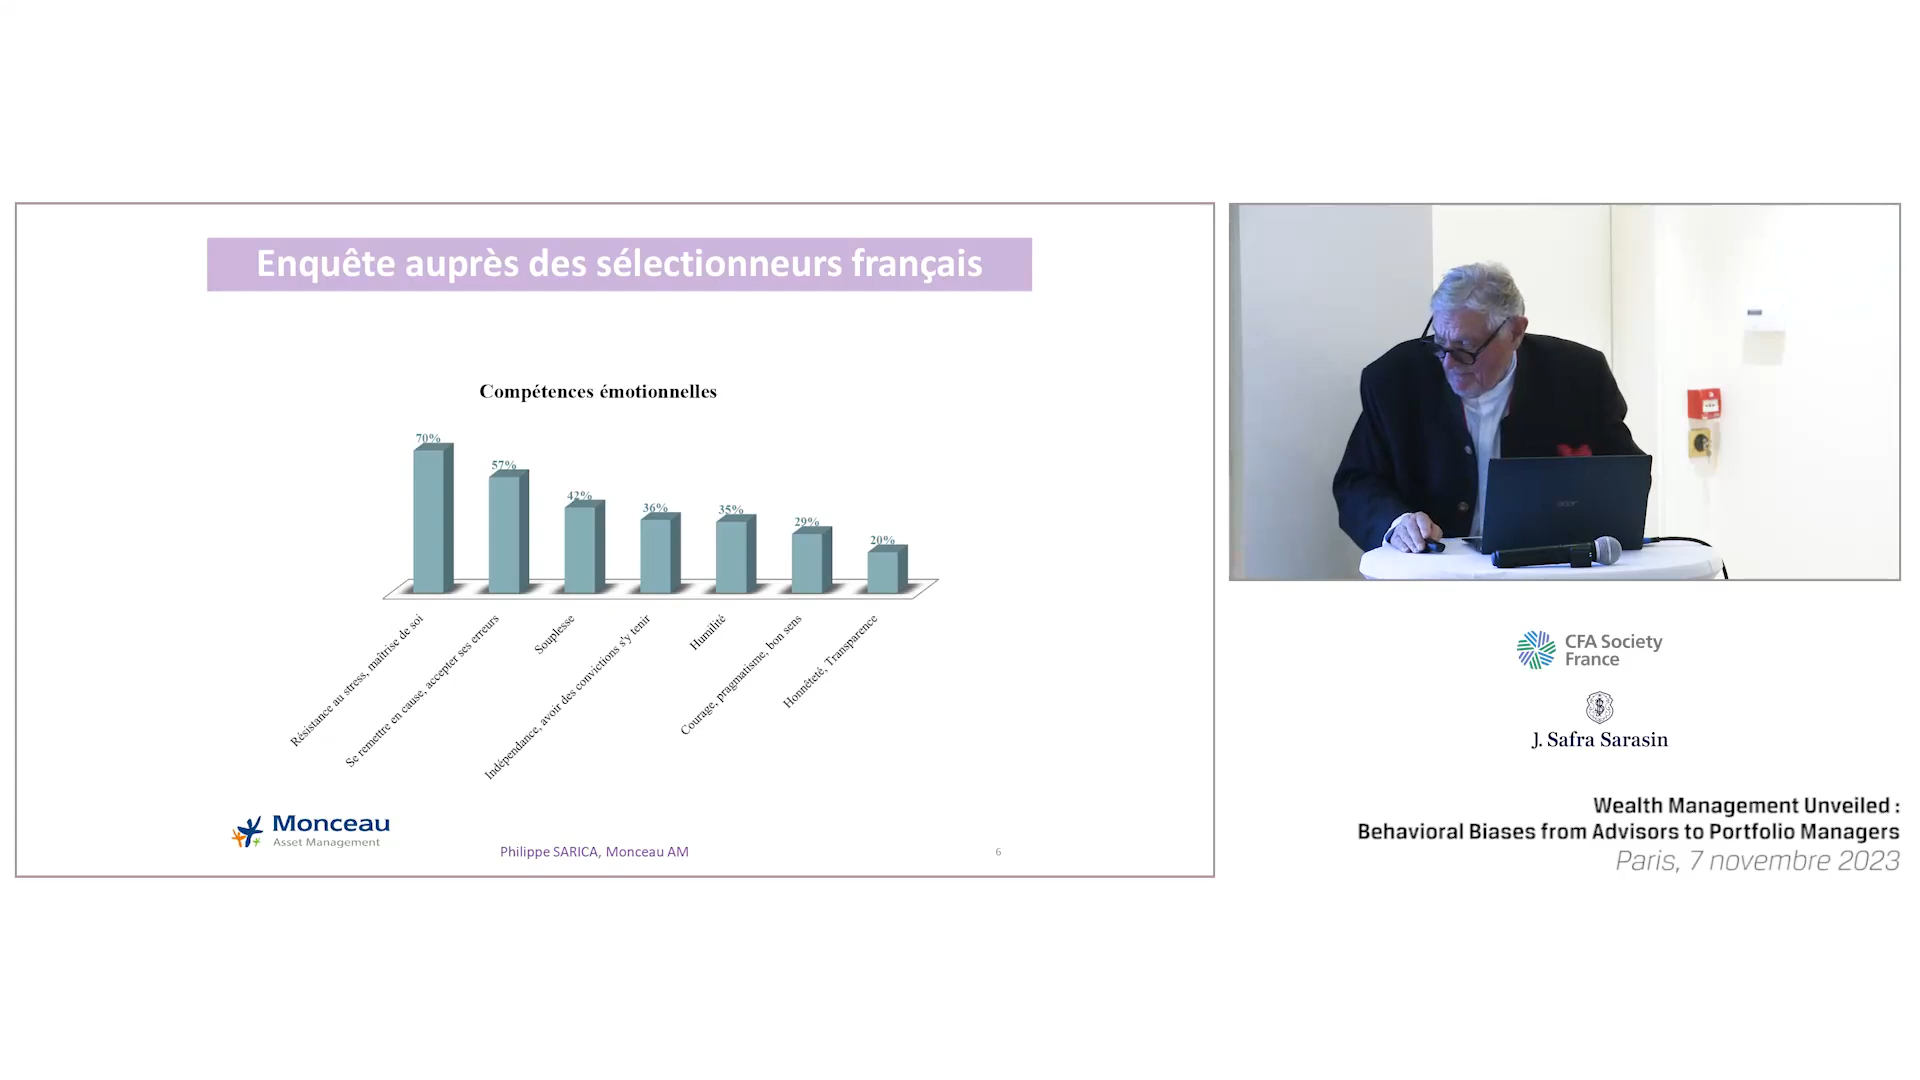 Enquête auprès des sélectionneurs français
Compétences émotionnelles
70%
57%
42%
36%
35%
29%
20%
Résistance au stress, maîtrise de soi
Se remettre en cause, accepter ses erreurs
Souplesse
Indépendance, avoir des convictions s'y tenir
Humilité
Courage, pragmatisme, bon sens
Honnêteté, Transparence
Monceau
Asset Management
Philippe SARICA, Monceau AM
6
acer
CFA Society
France
J. Safra Sarasin
Wealth Management Unveiled :
Behavioral Biases from Advisors to Portfolio Managers
Paris, 7 novembre 2023